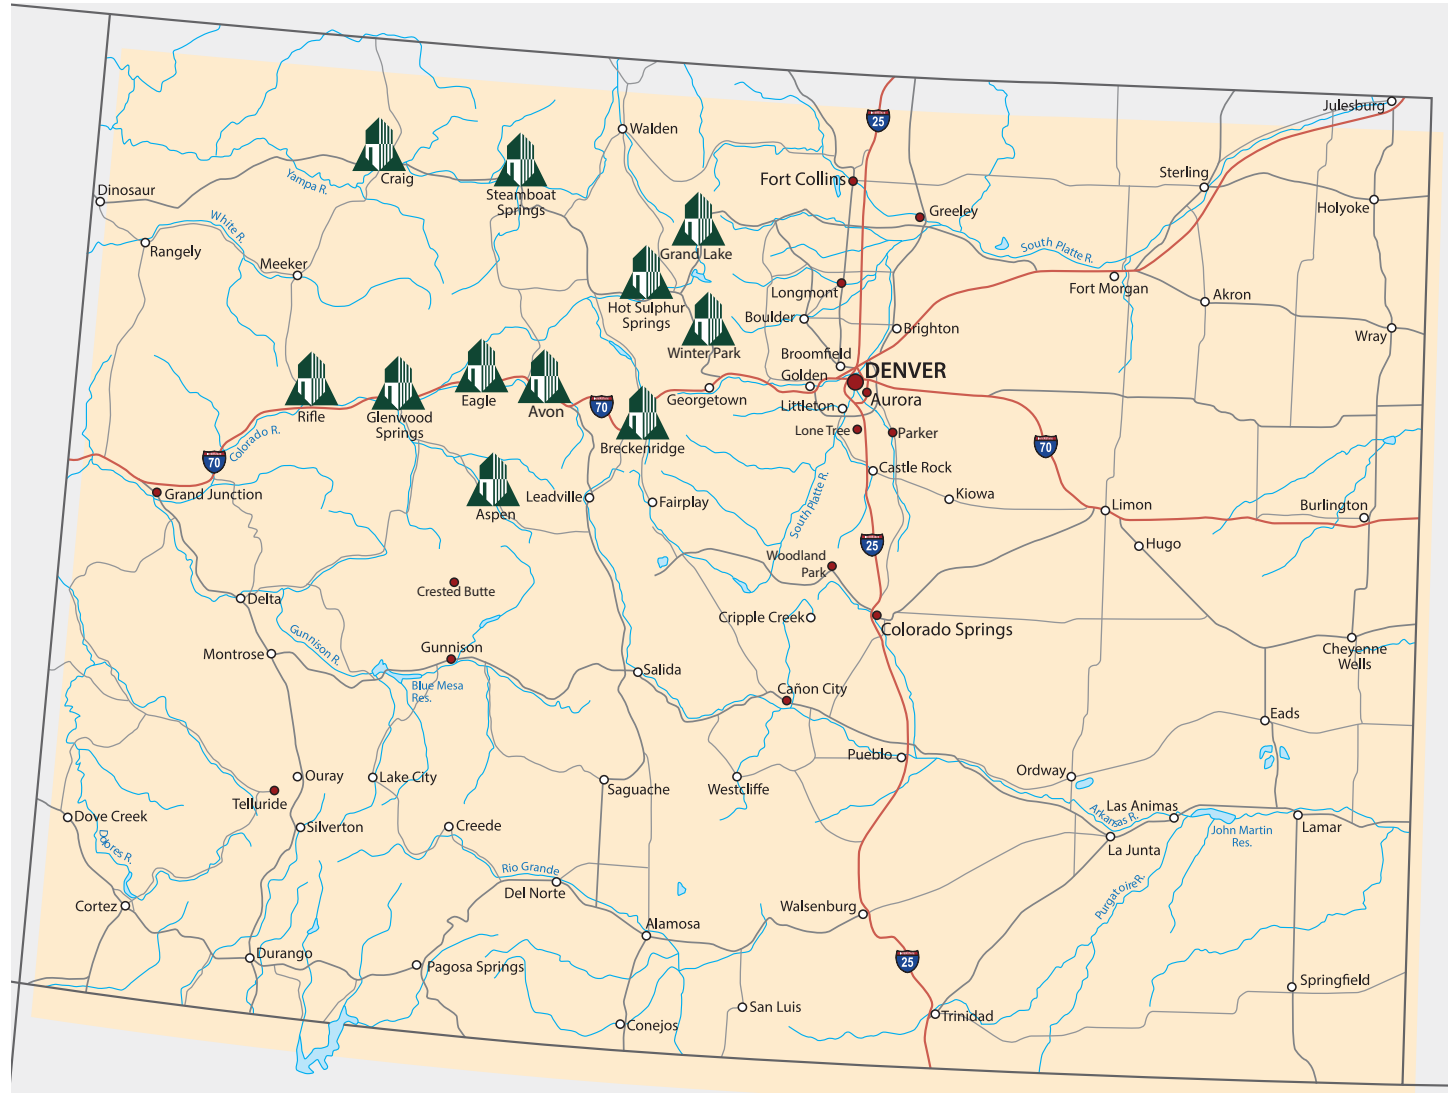 Julesburg
25
Walden
Craig
Yampa R.
Steamboat
Springs
Fort Collins
Sterling
Dinosaur
Holyoke
White R.
Greeley
Rangely
Grand Lake
South Platte R.
Meeker
Longmont
Fort Morgan
Akron
Hot Sulphur
Springs
Boulder
Brighton
Wray
Winter Park
Broomfield
DENVER
Golden
Eagle
Georgetown
Aurora
Avon
70
Littleton
Rifle
Glenwood
Springs
Lone Tree
Parker
Colorado R.
Breckenridge
70
70
Castle Rock
Grand Junction
Leadville
Fairplay
South Platte R.
Kiowa
Aspen
Limon
Burlington
25
Hugo
Woodland
Park
Crested Butte
Delta
Cripple Creek
Colorado Springs
Gunnison R.
Montrose
Gunnison
Cheyenne
Wells
Salida
Blue Mesa
Res.
Cañon City
Eads
Pueblo
Ordway
Ouray
Lake City
Saguache
Westcliffe
Telluride
Las Animas
Arkansas R.
Dove Creek
Silverton
Creede
John Martin
Res.
Lamar
Dolores R.
La Junta
Rio Grande
Del Norte
Purgatoire R.
Cortez
Walsenburg
Alamosa
Durango
25
Pagosa Springs
Springfield
San Luis
Trinidad
Conejos